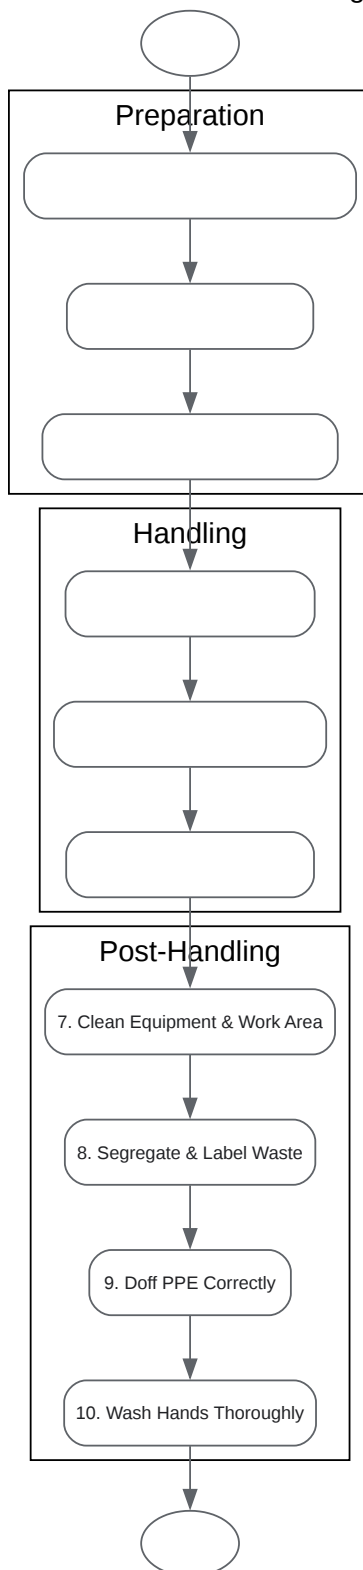 Preparation
Handling
Post-Handling
7. Clean Equipment & Work Area
8. Segregate & Label Waste
9. Doff PPE Correctly
10. Wash Hands Thoroughly